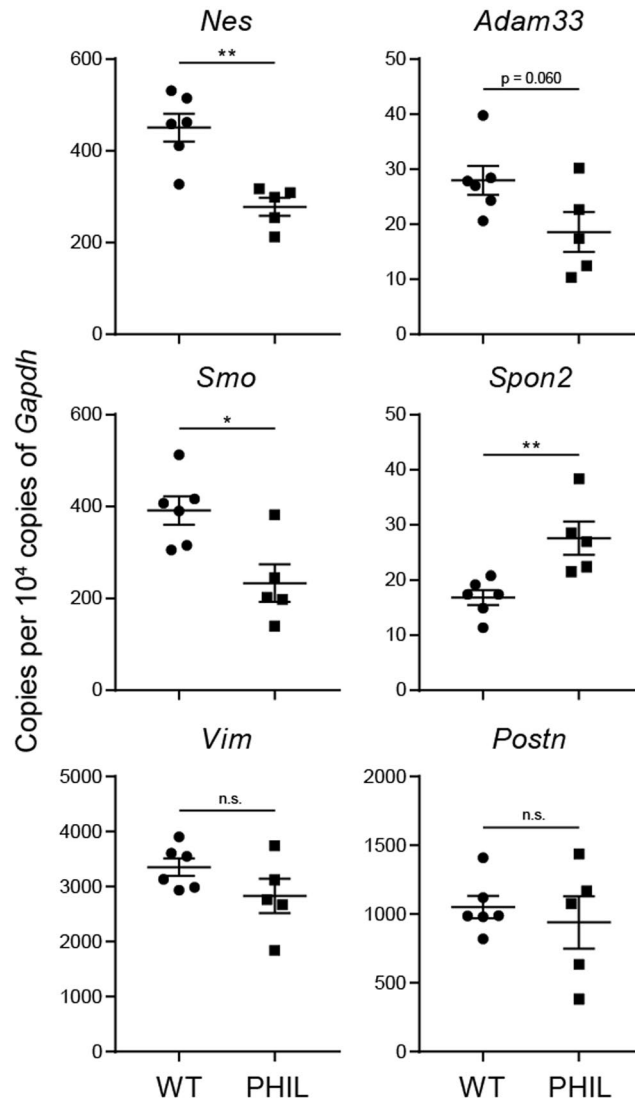 Nes
Adam33
600
400
200
0
**
50
40
30
20
10
0
p = 0.060
Smo
Spon2
600
400
200
0
*
50
40
30
20
10
0
**
Vim
Postn
5000
4000
3000
2000
1000
0
n.s.
2000
1500
1000
500
0
n.s.
WT
PHIL
WT
PHIL
Copies per 10⁴ copies of Gapdh